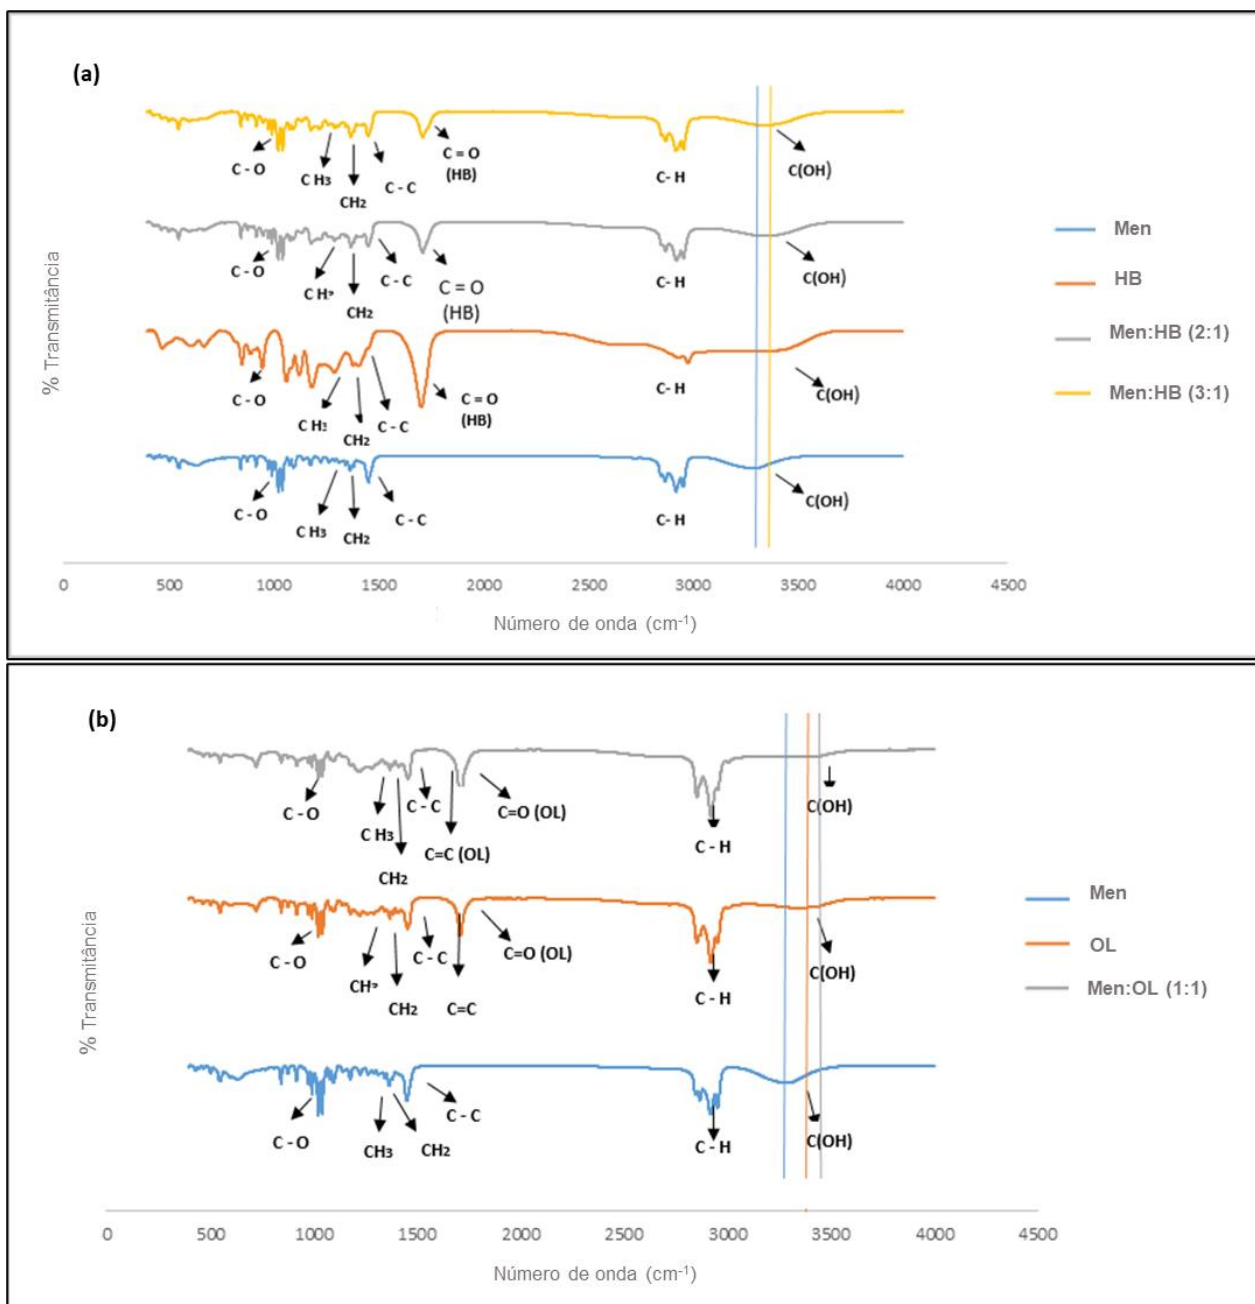 (a)
C - O
C H3
CH2
C - C
C = O
(HB)
C- H
C(OH)
C - O
CH2
C - C
C = O
(HB)
C- H
C(OH)
C - O
C H3
CH2
C - C
C = O
(HB)
C- H
C(OH)
C - O
C H3
CH2
C - C
C- H
C(OH)
% Transmitância
0 500 1000 1500 2000 2500 3000 3500 4000 4500
Número de onda (cm-1)
Men
HB
Men:HB (2:1)
Men:HB (3:1)
(b)
C - O
C H3
CH2
C - C
C=C (OL)
C=O (OL)
C - H
C(OH)
C - O
CH2
C - C
C=C
C=O (OL)
C - H
C(OH)
C - O
CH3
CH2
C - C
C - H
C(OH)
% Transmitância
0 500 1000 1500 2000 2500 3000 3500 4000 4500
Número de onda (cm-1)
Men
OL
Men:OL (1:1)